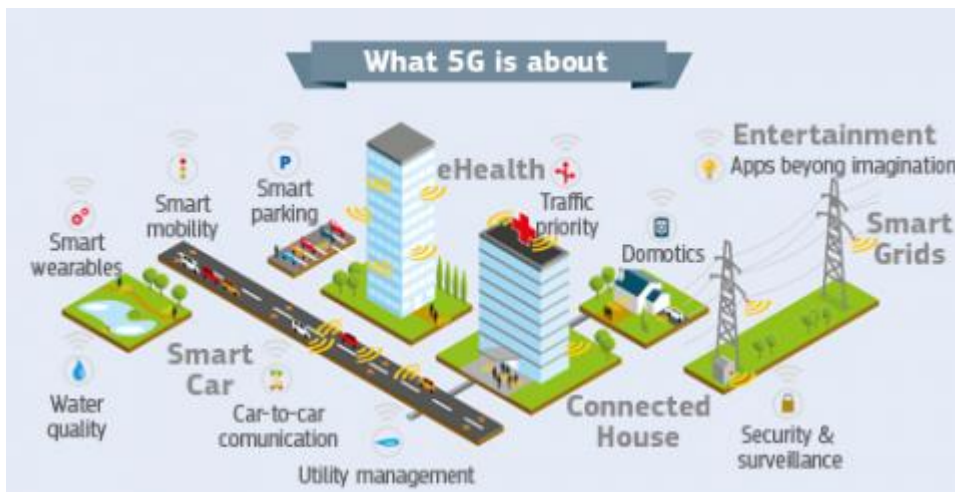 What 5G is about
Entertainment
Apps beyong imagination
eHealth
P
Smart
parking
Smart
mobility
Traffic
priority
Smart
wearables
Domotics
Smart
Grids
Smart
Car
Water
quality
Car-to-car
comunication
Utility management
Connected
House
Security &
surveillance